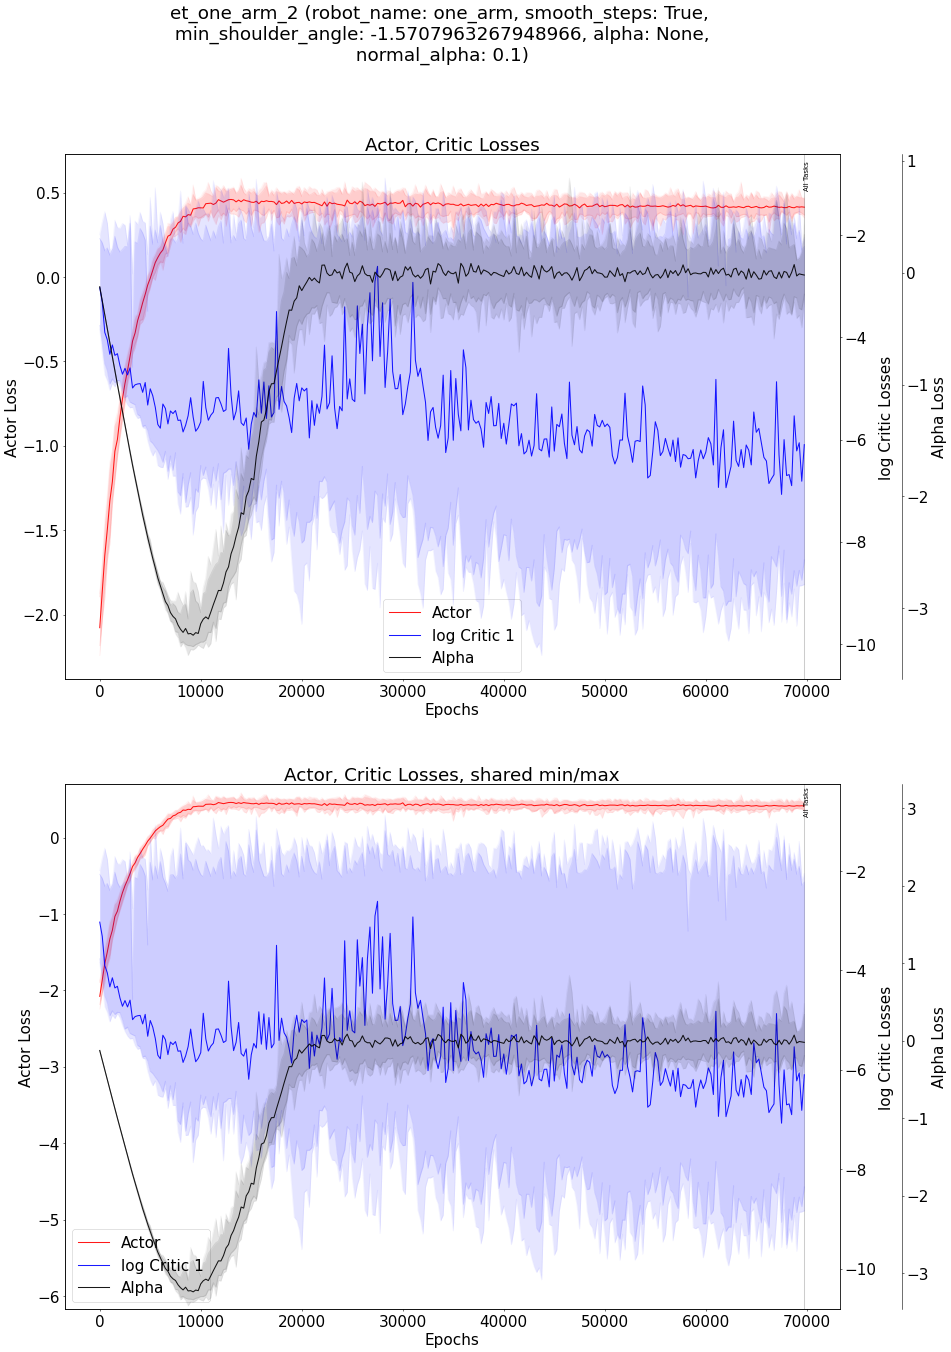 et_one_arm_2 (robot_name: one_arm, smooth_steps: True,
min_shoulder_angle: -1.5707963267948966, alpha: None,
normal_alpha: 0.1)
Actor, Critic Losses
All Tasks
0.5
0.0
−0.5
−1.0
−1.5
−2.0
Actor Loss
−2
−4
−6
−8
−10
log Critic Losses
1
0
−1
−2
−3
Alpha Loss
Actor
log Critic 1
Alpha
0
10000
20000
30000
40000
50000
60000
70000
Epochs
Actor, Critic Losses, shared min/max
All Tasks
0
−1
−2
−3
−4
−5
−6
Actor Loss
−2
−4
−6
−8
−10
log Critic Losses
3
2
1
0
−1
−2
−3
Alpha Loss
Actor
log Critic 1
Alpha
0
10000
20000
30000
40000
50000
60000
70000
Epochs